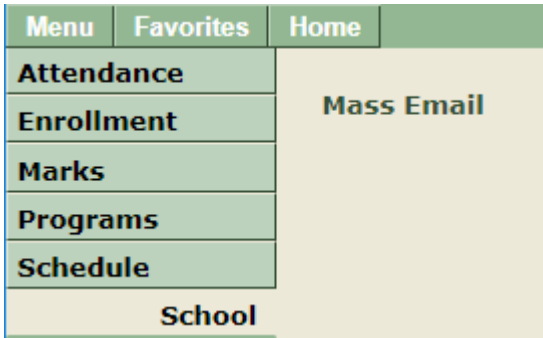 Menu Favorites Home
Attendance
Mass Email
Enrollment
Marks
Programs
Schedule
School